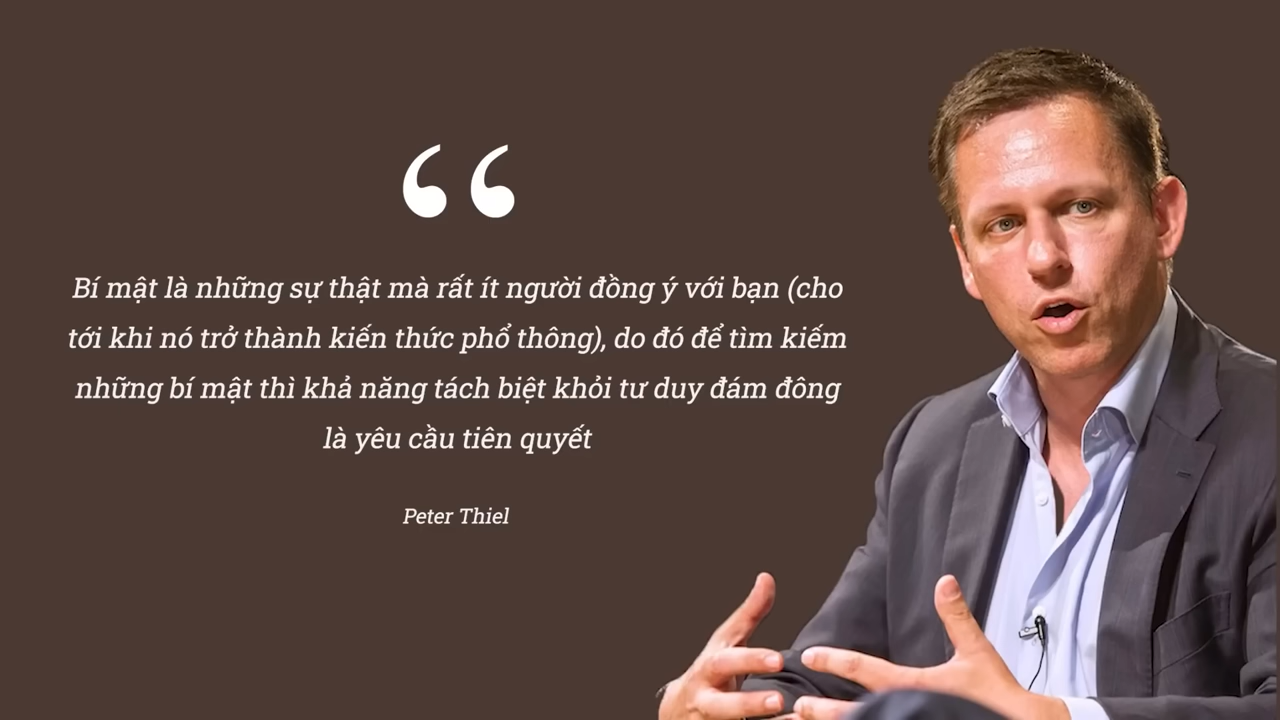 “
Bí mật là những sự thật mà rất ít người đồng ý với bạn (cho
tới khi nó trở thành kiến thức phổ thông), do đó để tìm kiếm
những bí mật thì khả năng tách biệt khỏi tư duy đám đông
là yêu cầu tiên quyết
Peter Thiel